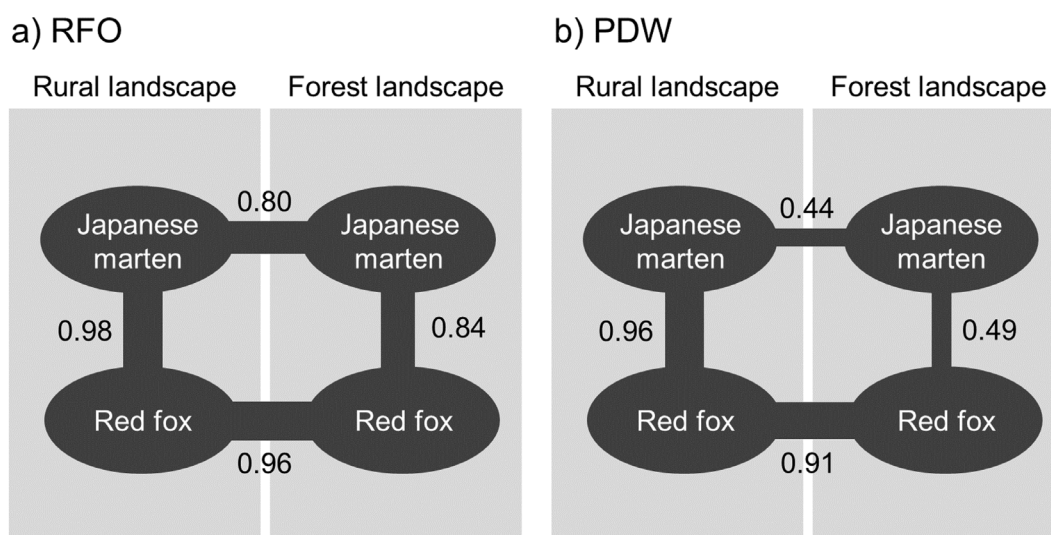 a) RFO
Rural landscape
Forest landscape
0.80
Japanese
marten
Japanese
marten
0.98
0.84
Red fox
Red fox
0.96
b) PDW
Rural landscape
Forest landscape
0.44
Japanese
marten
Japanese
marten
0.96
0.49
Red fox
Red fox
0.91